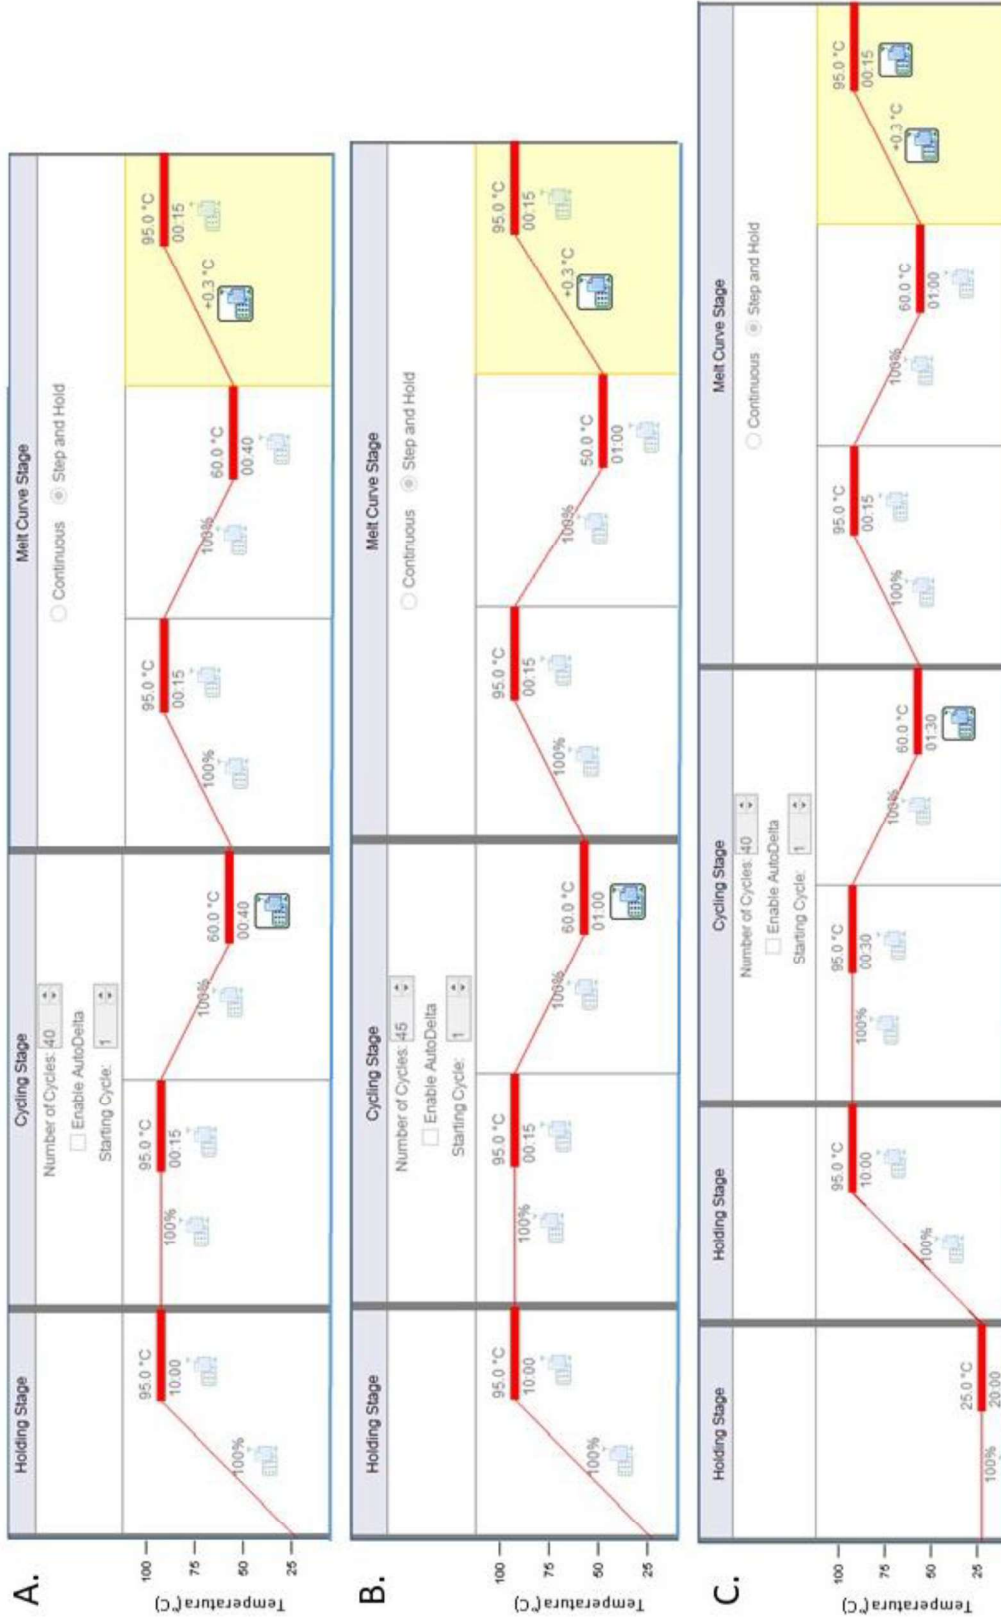 A.
Holding Stage
Cycling Stage
Melt Curve Stage
Number of Cycles: 40
Enable AutoDelta
Starting Cycle: 1
Continuous
Step and Hold
Temperatura(°C)
100
75
50
25
100%
95.0 °C
10:00
100%
95.0 °C
00:15
100%
60.0 °C
00:40
100%
95.0 °C
00:15
100%
60.0 °C
00:40
+0.3 °C
95.0 °C
00:15
B.
Holding Stage
Cycling Stage
Melt Curve Stage
Number of Cycles: 45
Enable AutoDelta
Starting Cycle: 1
Continuous
Step and Hold
Temperatura(°C)
100
75
50
25
100%
95.0 °C
10:00
100%
95.0 °C
00:15
100%
60.0 °C
01:00
100%
95.0 °C
00:15
100%
50.0 °C
01:00
+0.3 °C
95.0 °C
00:15
C.
Holding Stage
Holding Stage
Cycling Stage
Melt Curve Stage
Number of Cycles: 40
Enable AutoDelta
Starting Cycle: 1
Continuous
Step and Hold
Temperatura(°C)
100
75
50
25
100%
25.0 °C
20:00
100%
95.0 °C
10:00
100%
95.0 °C
00:30
100%
60.0 °C
01:30
100%
95.0 °C
00:15
100%
60.0 °C
01:00
+0.3 °C
95.0 °C
00:15